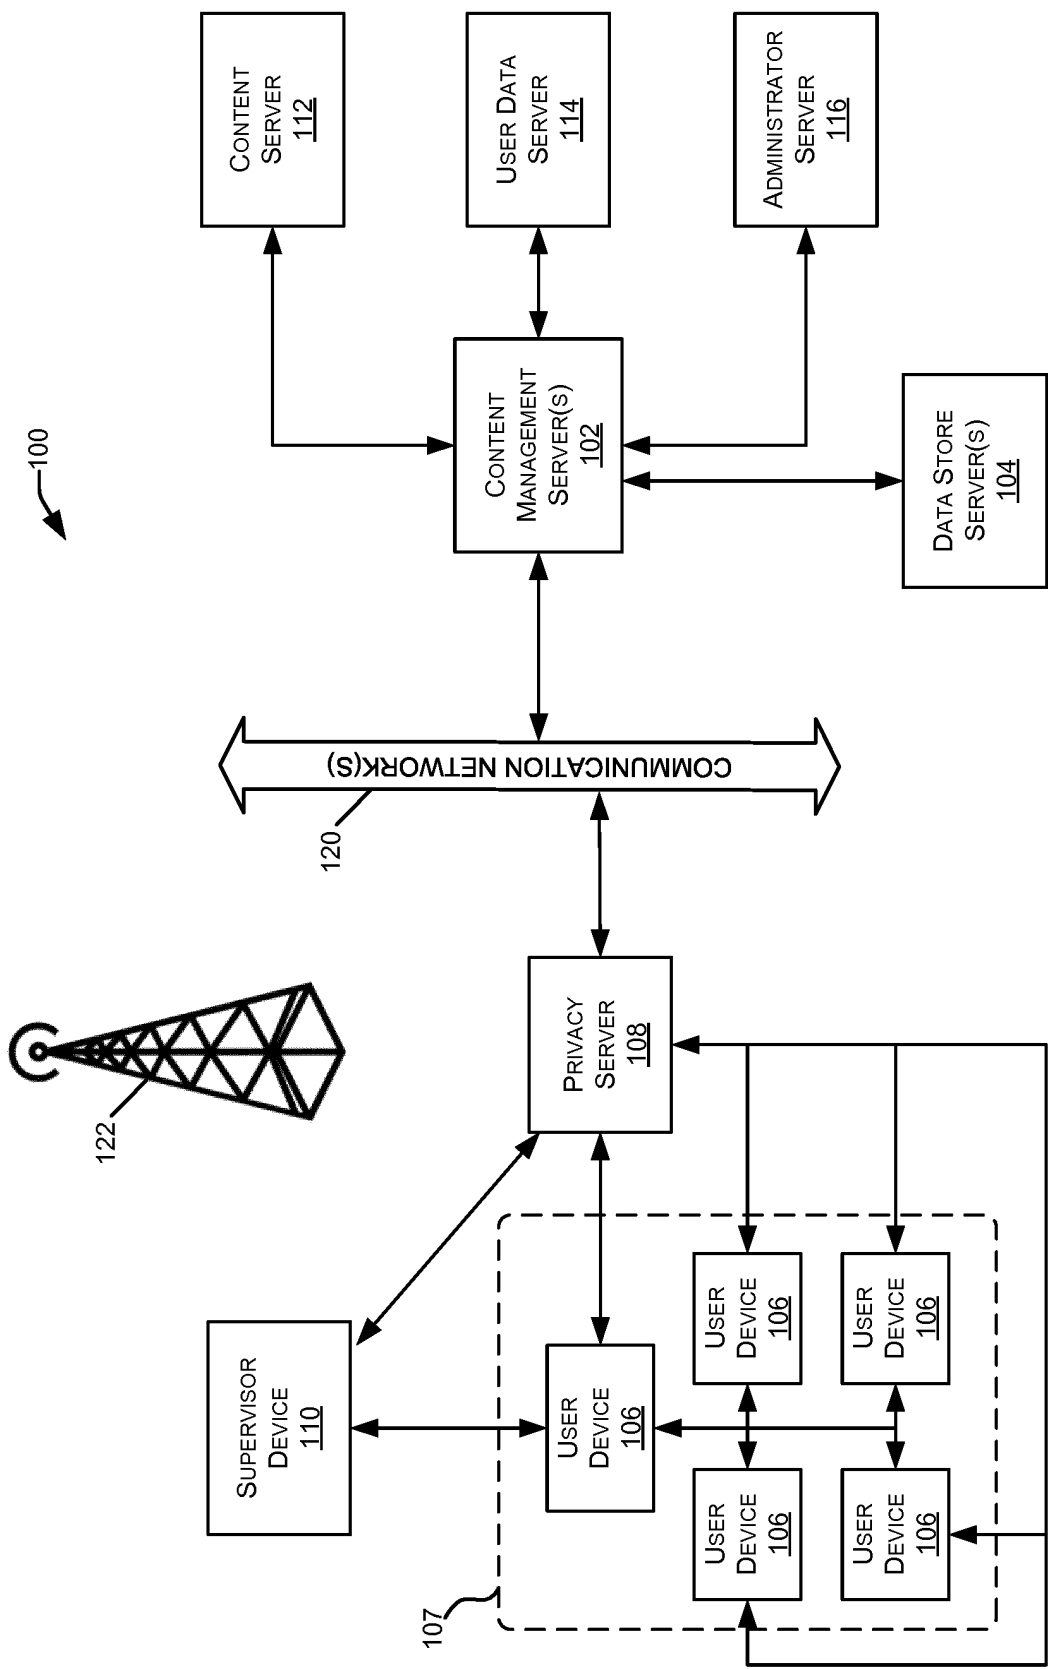 100
CONTENT
SERVER
112
USER DATA
SERVER
114
ADMINISTRATOR
SERVER
116
CONTENT
MANAGEMENT
SERVER(S)
102
DATA STORE
SERVER(S)
104
COMMUNICATION NETWORK(S)
120
122
PRIVACY
SERVER
108
SUPERVISOR
DEVICE
110
107
USER
DEVICE
106
USER
DEVICE
106
USER
DEVICE
106
USER
DEVICE
106
USER
DEVICE
106